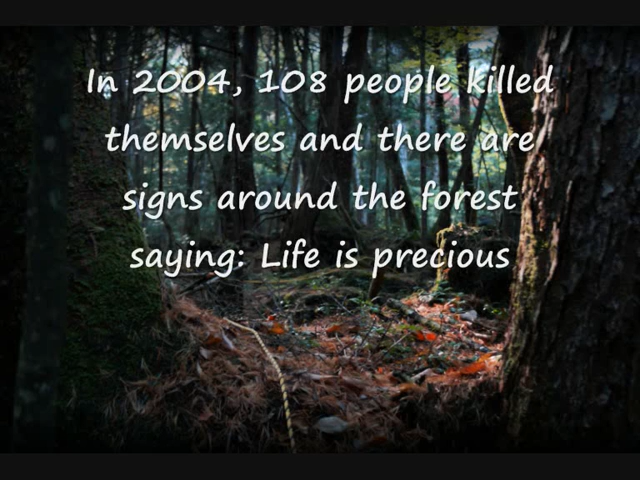 In 2004, 108 people killed
themselves and there are
signs around the forest
saying: Life is precious